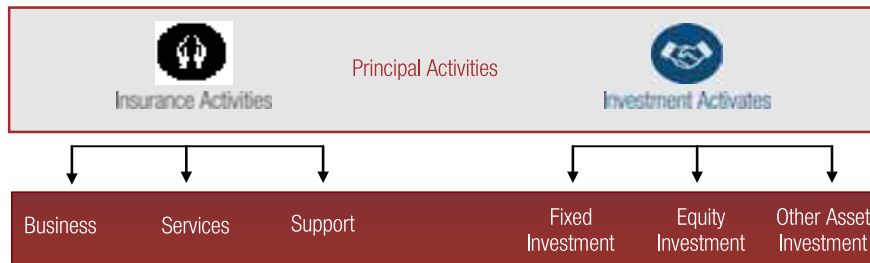 Principal Activities
Insurance Activities
Investment Activates
Business
Services
Support
Fixed
Investment
Equity
Investment
Other Asset
Investment